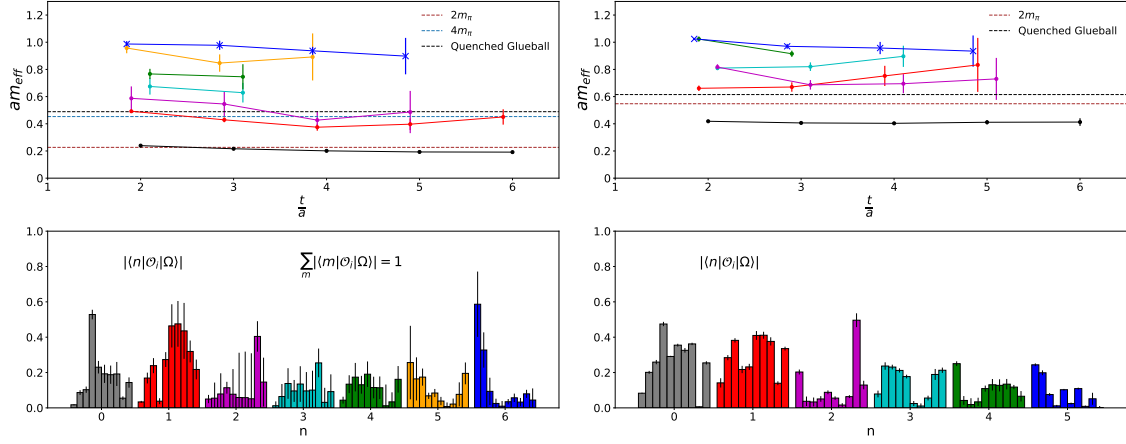 1.2
1.0
0.8
0.6
0.4
0.2
0
am_eff
1 2 3 4 5 6
t/a
2m_π
4m_π
Quenched Glueball
1.2
1.0
0.8
0.6
0.4
0.2
0
am_eff
1 2 3 4 5 6
t/a
2m_π
Quenched Glueball
1.0
0.8
0.6
0.4
0.2
0.0
|⟨n|𝒪_i|Ω⟩|
∑_m |⟨m|𝒪_i|Ω⟩| = 1
0 1 2 3 4 5 6
n
1.0
0.8
0.6
0.4
0.2
0.0
|⟨n|𝒪_i|Ω⟩|
0 1 2 3 4 5
n